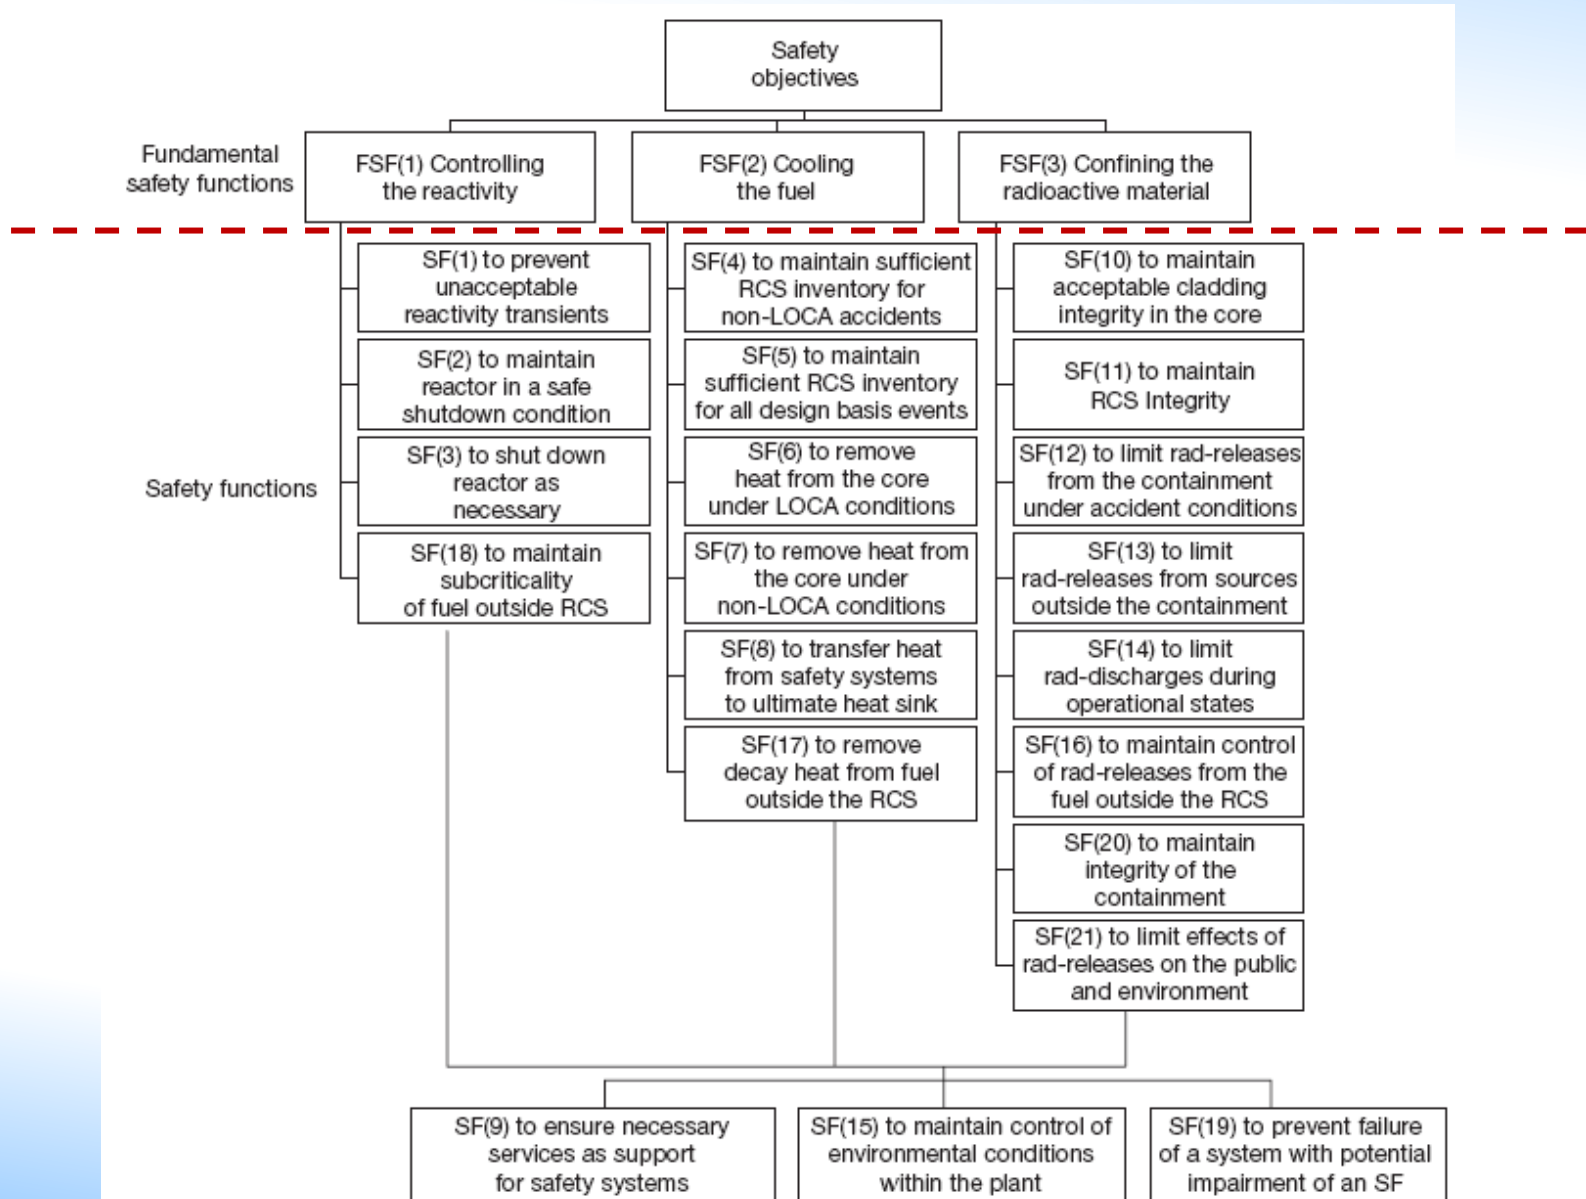 Safety
objectives
Fundamental
safety functions
FSF(1) Controlling
the reactivity
FSF(2) Cooling
the fuel
FSF(3) Confining the
radioactive material
Safety functions
SF(1) to prevent
unacceptable
reactivity transients
SF(2) to maintain
reactor in a safe
shutdown condition
SF(3) to shut down
reactor as
necessary
SF(18) to maintain
subcriticality
of fuel outside RCS
SF(4) to maintain sufficient
RCS inventory for
non-LOCA accidents
SF(5) to maintain
sufficient RCS inventory
for all design basis events
SF(6) to remove
heat from the core
under LOCA conditions
SF(7) to remove heat from
the core under
non-LOCA conditions
SF(8) to transfer heat
from safety systems
to ultimate heat sink
SF(17) to remove
decay heat from fuel
outside the RCS
SF(10) to maintain
acceptable cladding
integrity in the core
SF(11) to maintain
RCS Integrity
SF(12) to limit rad-releases
from the containment
under accident conditions
SF(13) to limit
rad-releases from sources
outside the containment
SF(14) to limit
rad-discharges during
operational states
SF(16) to maintain control
of rad-releases from the
fuel outside the RCS
SF(20) to maintain
integrity of the
containment
SF(21) to limit effects of
rad-releases on the public
and environment
SF(9) to ensure necessary
services as support
for safety systems
SF(15) to maintain control of
environmental conditions
within the plant
SF(19) to prevent failure
of a system with potential
impairment of an SF